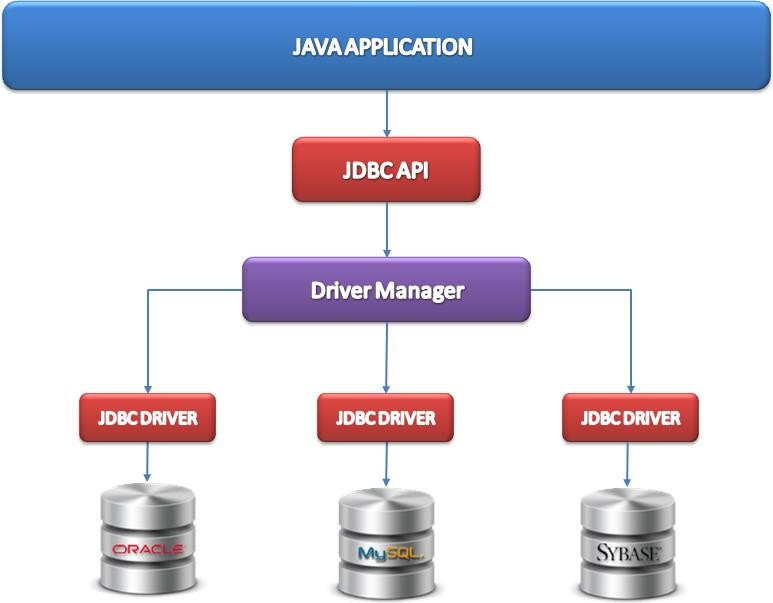 JAVA APPLICATION
JDBC API
Driver Manager
JDBC DRIVER
JDBC DRIVER
JDBC DRIVER
ORACLE
MySQL
SYBASE